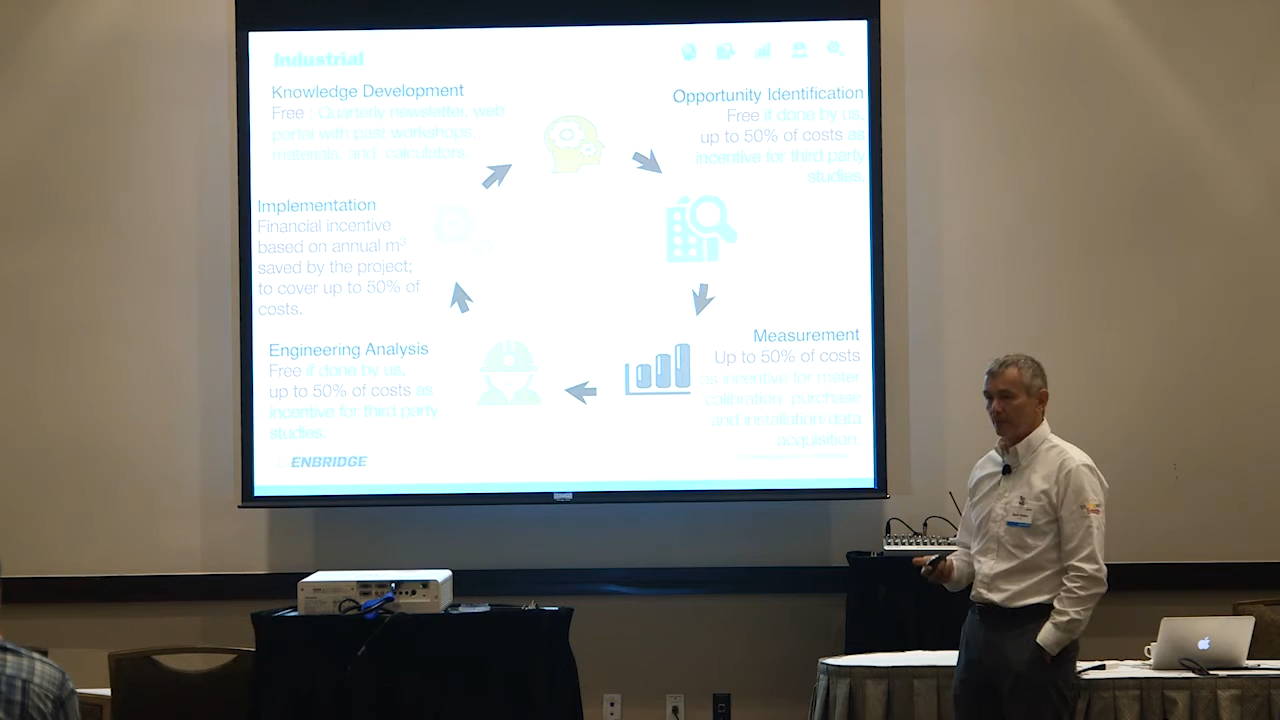 Industrial
Knowledge Development
Free : Quarterly newsletter, web
portal with past workshops,
materials, and calculators.
Opportunity Identification
Free if done by us,
up to 50% of costs as
incentive for third party
studies.
Implementation
Financial incentive
based on annual m³
saved by the project;
to cover up to 50% of
costs.
Measurement
Up to 50% of costs
as incentive for meter
calibration, purchase
and installation data
acquisition.
Engineering Analysis
Free if done by us,
up to 50% of costs as
incentive for third party
studies.
ENBRIDGE